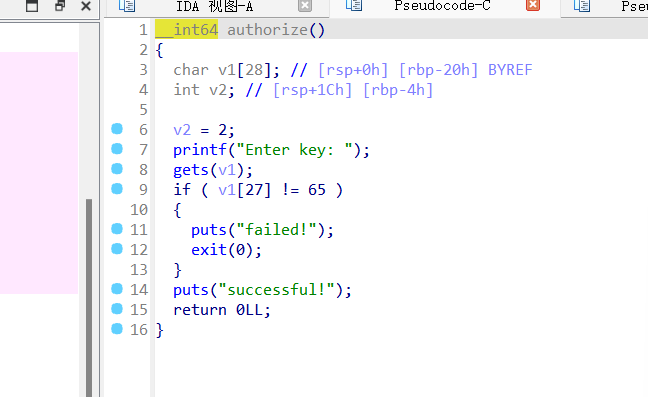 IDA 视图-A
Pseudocode-C
Pseu
1 __int64 authorize()
2 {
3 char v1[28]; // [rsp+0h] [rbp-20h] BYREF
4 int v2; // [rsp+1Ch] [rbp-4h]
5
6 v2 = 2;
7 printf("Enter key: ");
8 gets(v1);
9 if ( v1[27] != 65 )
10 {
11 puts("failed!");
12 exit(0);
13 }
14 puts("successful!");
15 return 0LL;
16 }